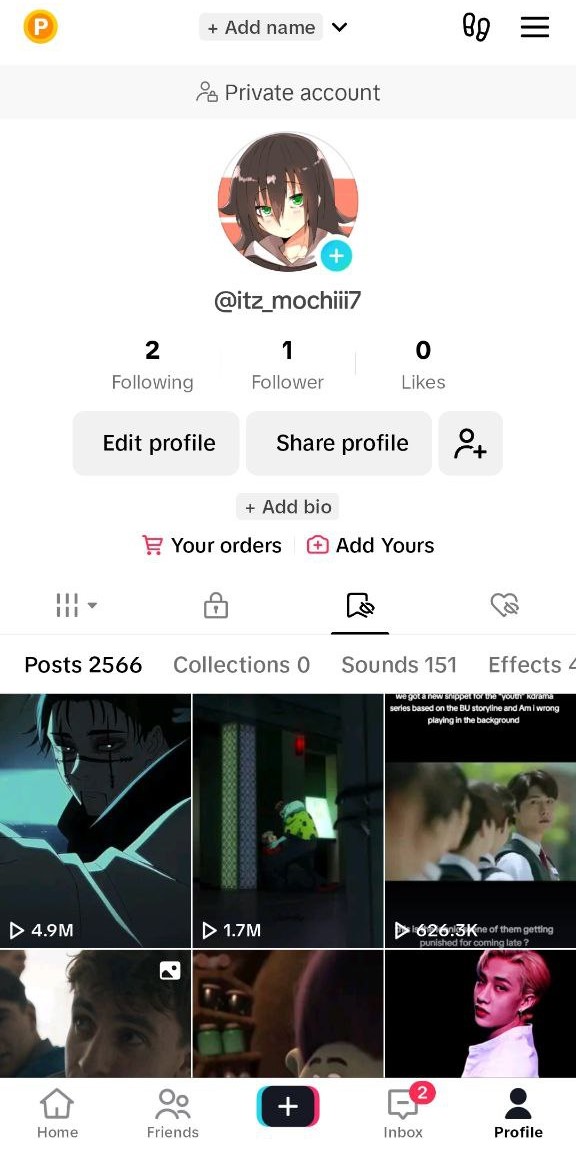 P
+ Add name
Private account
@itz_mochiii7
2 1 0
Following Follower Likes
Edit profile Share profile
+ Add bio
Your orders Add Yours
Posts 2566 Collections 0 Sounds 151 Effects 4
we got a new snippet for the "youth" kdrama
series based on the BU storyline and Am i wrong
playing in the background
4.9M 1.7M 626.3K
one of them getting
punished for coming late ?
2
Home Friends Inbox Profile